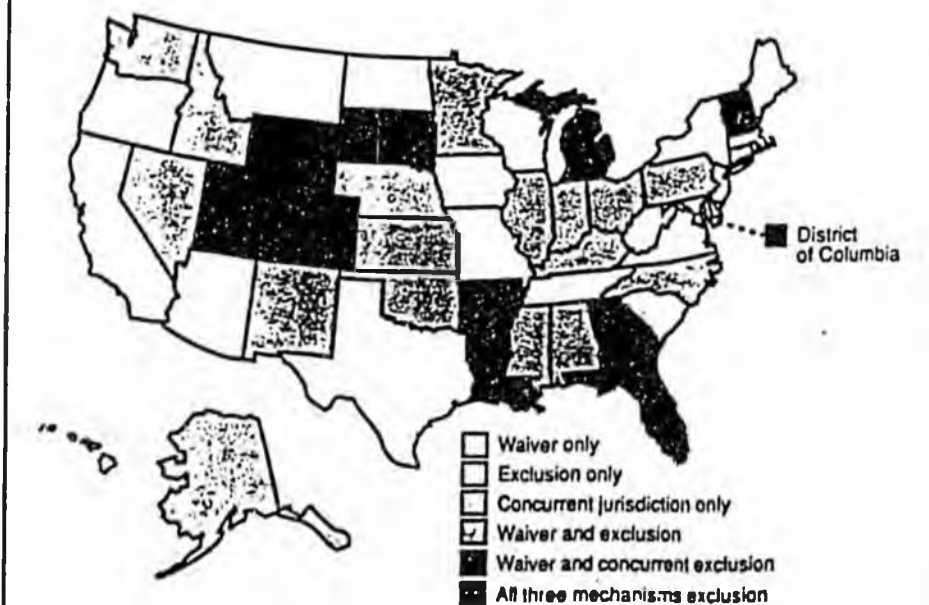 District
of Columbia
Waiver only
Exclusion only
Concurrent jurisdiction only
Waiver and exclusion
Waiver and concurrent exclusion
All three mechanisms exclusion